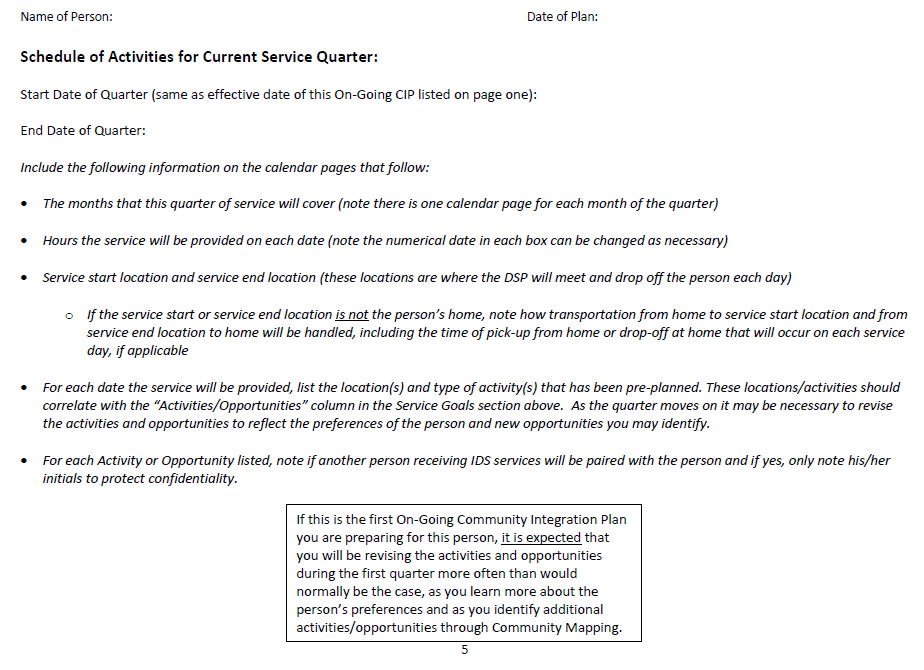 Name of Person: Date of Plan:
Schedule of Activities for Current Service Quarter:
Start Date of Quarter (same as effective date of this On-Going CIP listed on page one):
End Date of Quarter:
Include the following information on the calendar pages that follow:
• The months that this quarter of service will cover (note there is one calendar page for each month of the quarter)
• Hours the service will be provided on each date (note the numerical date in each box can be changed as necessary)
• Service start location and service end location (these locations are where the DSP will meet and drop off the person each day)
o If the service start or service end location is not the person's home, note how transportation from home to service start location and from
service end location to home will be handled, including the time of pick-up from home or drop-off at home that will occur on each service
day, if applicable
• For each date the service will be provided, list the location(s) and type of activity(s) that has been pre-planned. These locations/activities should
correlate with the “Activities/Opportunities” column in the Service Goals section above. As the quarter moves on it may be necessary to revise
the activities and opportunities to reflect the preferences of the person and new opportunities you may identify.
• For each Activity or Opportunity listed, note if another person receiving IDS services will be paired with the person and if yes, only note his/her
initials to protect confidentiality.
If this is the first On-Going Community Integration Plan
you are preparing for this person, it is expected that
you will be revising the activities and opportunities
during the first quarter more often than would
normally be the case, as you learn more about the
person's preferences and as you identify additional
activities/opportunities through Community Mapping.
5